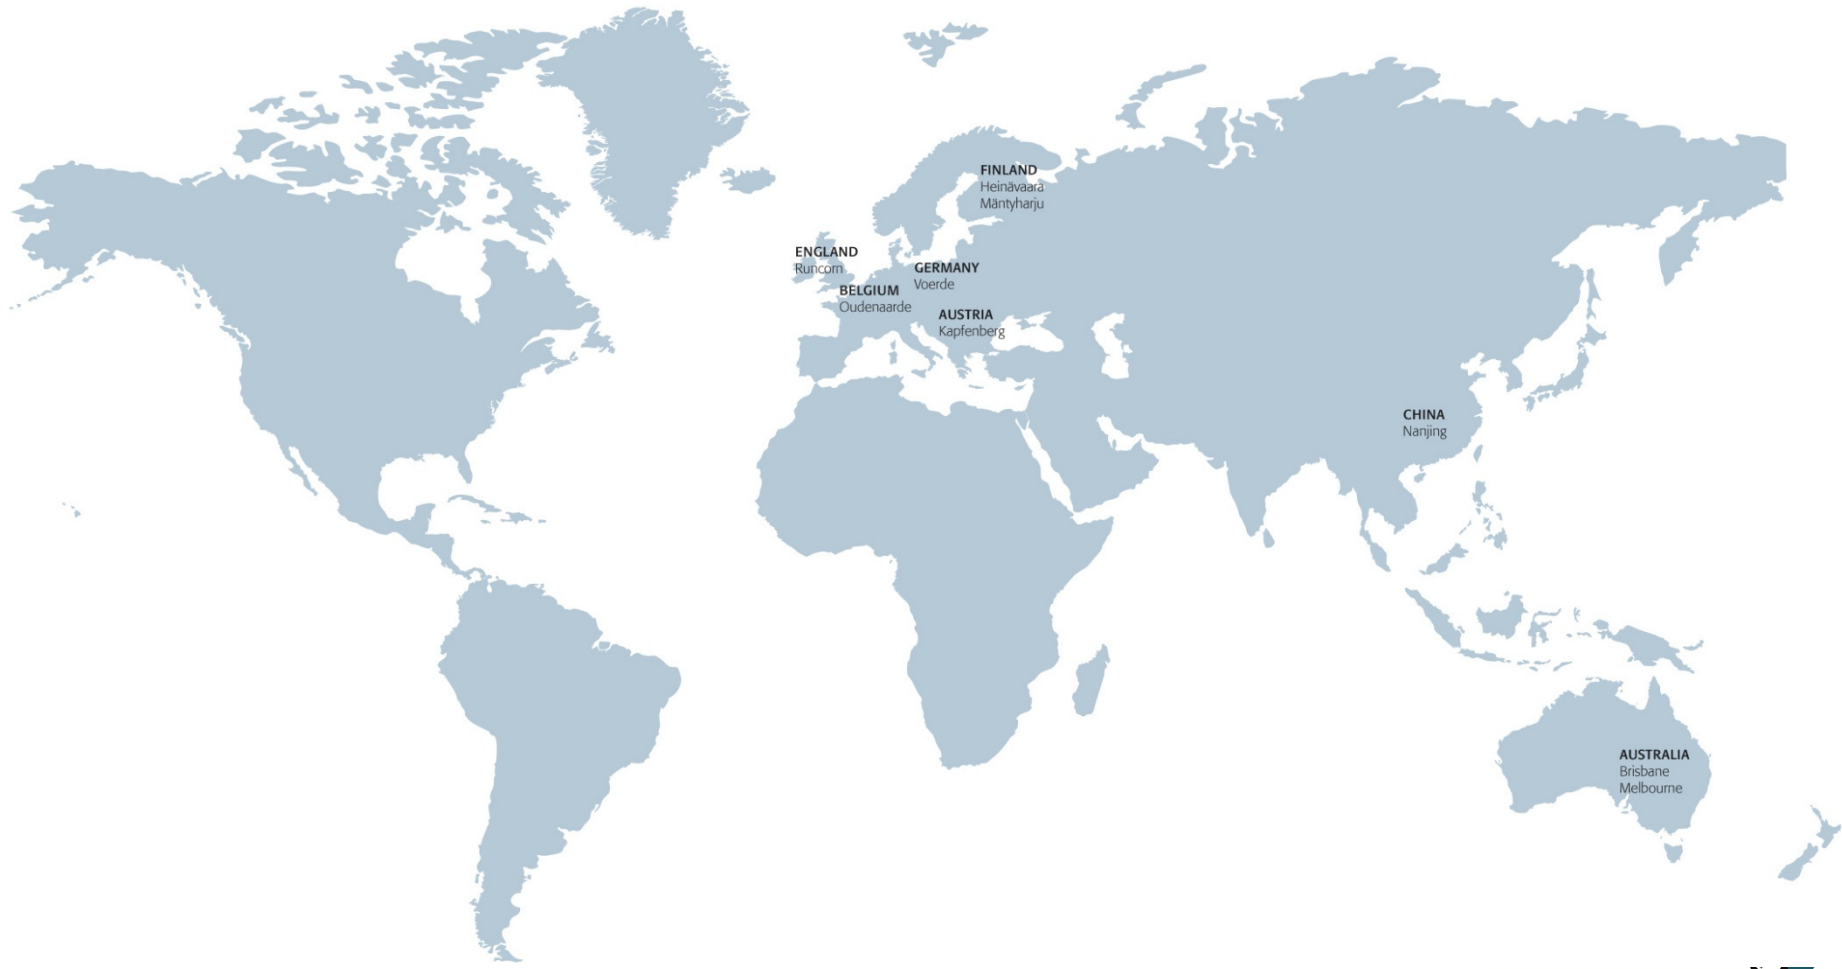 FINLAND
Heinävaara
Mäntyharju
ENGLAND
Runcorn
GERMANY
Voerde
BELGIUM
Oudenaarde
AUSTRIA
Kapfenberg
CHINA
Nanjing
AUSTRALIA
Brisbane
Melbourne